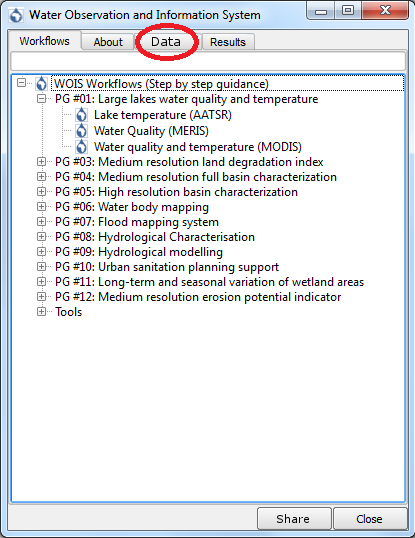 Water Observation and Information System
Workflows About Data Results
WOIS Workflows (Step by step guidance)
PG #01: Large lakes water quality and temperature
Lake temperature (AATSR)
Water Quality (MERIS)
Water quality and temperature (MODIS)
PG #03: Medium resolution land degradation index
PG #04: Medium resolution full basin characterization
PG #05: High resolution basin characterization
PG #06: Water body mapping
PG #07: Flood mapping system
PG #08: Hydrological Characterisation
PG #09: Hydrological modelling
PG #10: Urban sanitation planning support
PG #11: Long-term and seasonal variation of wetland areas
PG #12: Medium resolution erosion potential indicator
Tools
Share Close